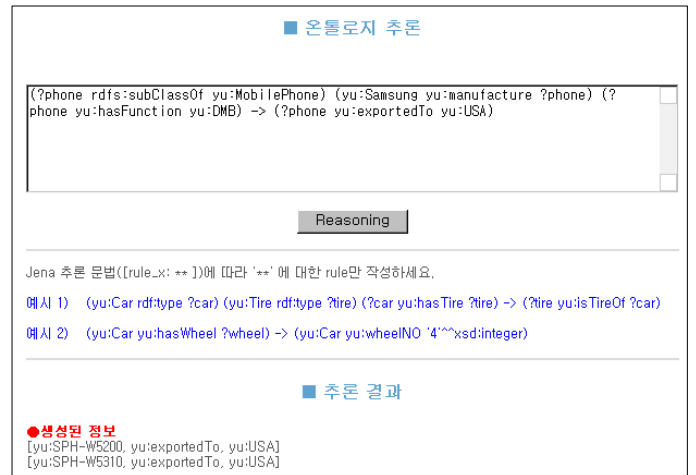 ■ 온톨로지 추론
(?phone rdfs:subClassOf yu:MobilePhone) (yu:Samsung yu:manufacture ?phone) (?
phone yu:hasFunction yu:DMB) -> (?phone yu:exportedTo yu:USA)
Reasoning
Jena 추론 문법([rule_x: ** ])에 따라 '**' 에 대한 rule만 작성하세요.
예시 1) (yu:Car rdf:type ?car) (yu:Tire rdf:type ?tire) (?car yu:hasTire ?tire) -> (?tire yu:isTireOf ?car)
예시 2) (yu:Car yu:hasWheel ?wheel) -> (yu:Car yu:wheelNO '4'^^xsd:integer)
■ 추론 결과
●생성된 정보
[yu:SPH-W5200, yu:exportedTo, yu:USA]
[yu:SPH-W5310, yu:exportedTo, yu:USA]